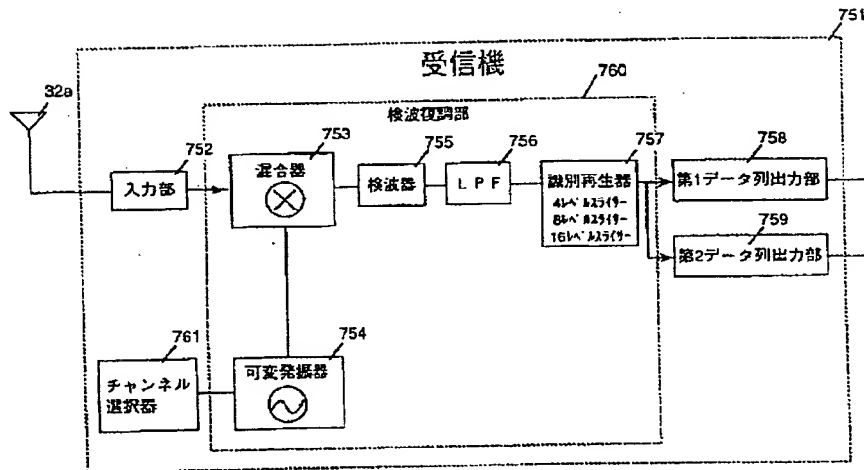 751
受信機
760
32a
検波復調部
752
753
755
756
757
758
入力部
混合器
検波器
LPF
識別再生器
4レベルスライサー
8レベルスライサー
16レベルスライサー
第1データ列出力部
759
第2データ列出力部
761
754
チャンネル
選択器
可変発振器